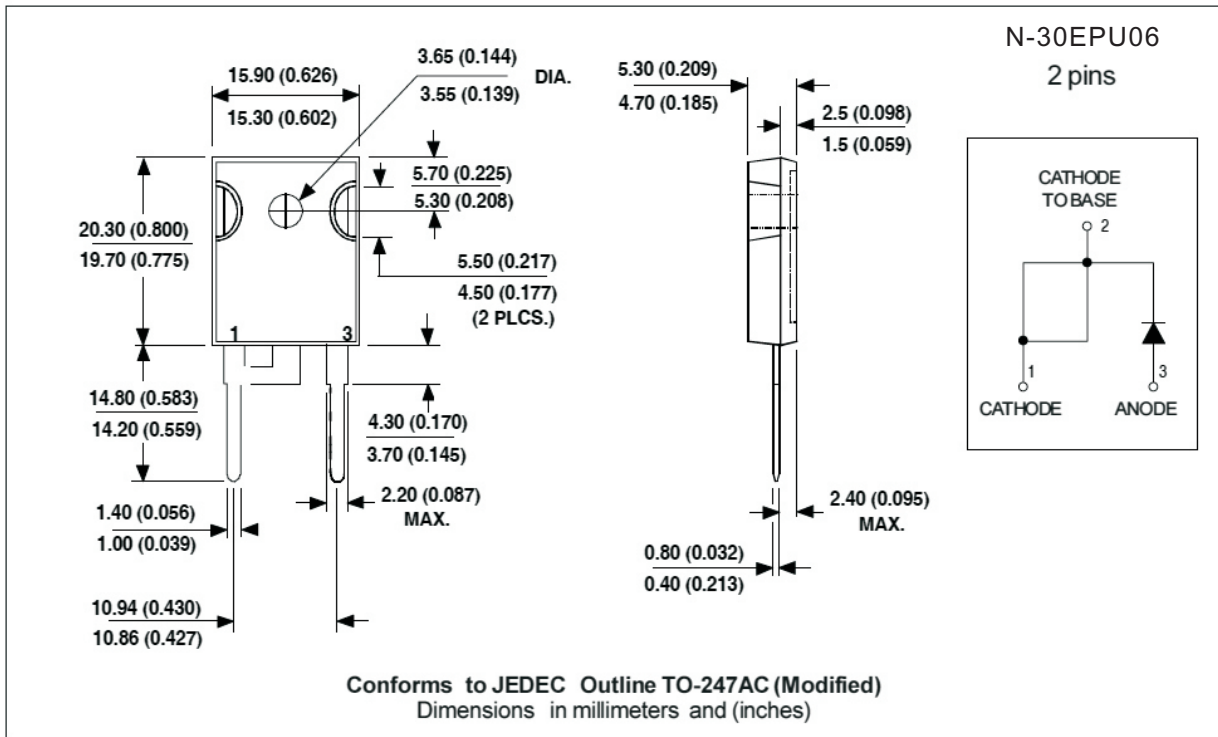 N-30EPU06
2 pins
3.65 (0.144)
3.55 (0.139)
DIA.
15.90 (0.626)
15.30 (0.602)
5.30 (0.209)
4.70 (0.185)
2.5 (0.098)
1.5 (0.059)
5.70 (0.225)
5.30 (0.208)
20.30 (0.800)
19.70 (0.775)
5.50 (0.217)
4.50 (0.177)
(2 PLCS.)
1
3
14.80 (0.583)
14.20 (0.559)
4.30 (0.170)
3.70 (0.145)
2.20 (0.087)
MAX.
1.40 (0.056)
1.00 (0.039)
2.40 (0.095)
MAX.
0.80 (0.032)
0.40 (0.213)
10.94 (0.430)
10.86 (0.427)
CATHODE
TO BASE
2
1
3
CATHODE
ANODE
Conforms to JEDEC Outline TO-247AC (Modified)
Dimensions in millimeters and (inches)